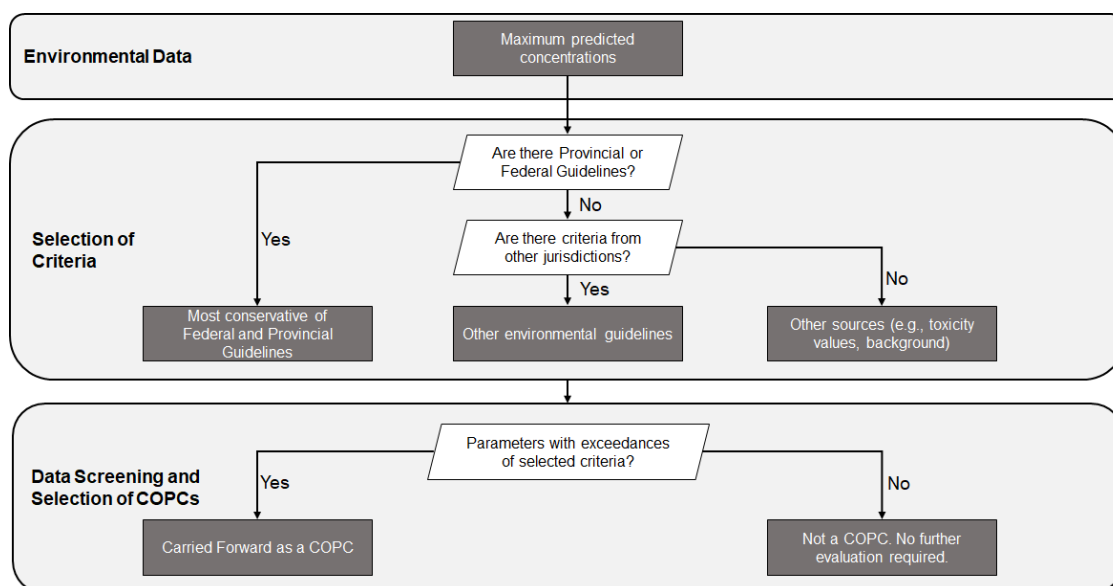 Environmental Data
Maximum predicted
concentrations
Are there Provincial or
Federal Guidelines?
No
Yes
Selection of
Criteria
Are there criteria from
other jurisdictions?
Yes
No
Most conservative of
Federal and Provincial
Guidelines
Other environmental guidelines
Other sources (e.g., toxicity
values, background)
Parameters with exceedances
of selected criteria?
Data Screening and
Selection of COPCs
Yes
No
Carried Forward as a COPC
Not a COPC. No further
evaluation required.